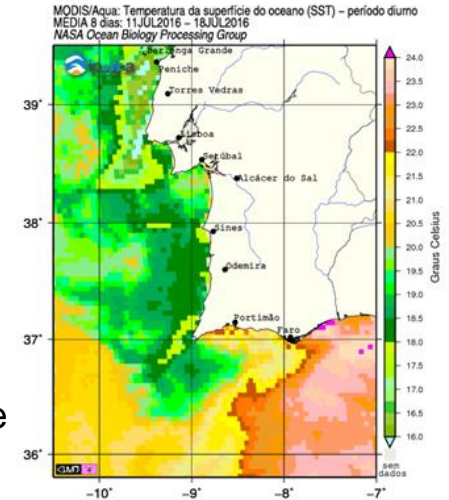 MODIS/Aqua: Temperatura da superfície do oceano (SST) – período diurno
MÉDIA 8 dias: 11JUL2016 – 18JUL2016
NASA Ocean Biology Processing Group
Berlenga Grande
Peniche
Torres Vedras
Lisboa
Setúbal
Alcácer do Sal
Sines
Odemira
Portimão
Faro
39°
38°
37°
36°
−10°
−9°
−8°
−7°
24.0
23.5
23.0
22.5
22.0
21.5
21.0
20.5
20.0
19.5
19.0
18.5
18.0
17.5
17.0
16.5
16.0
Graus Celsius
sem
dados
e